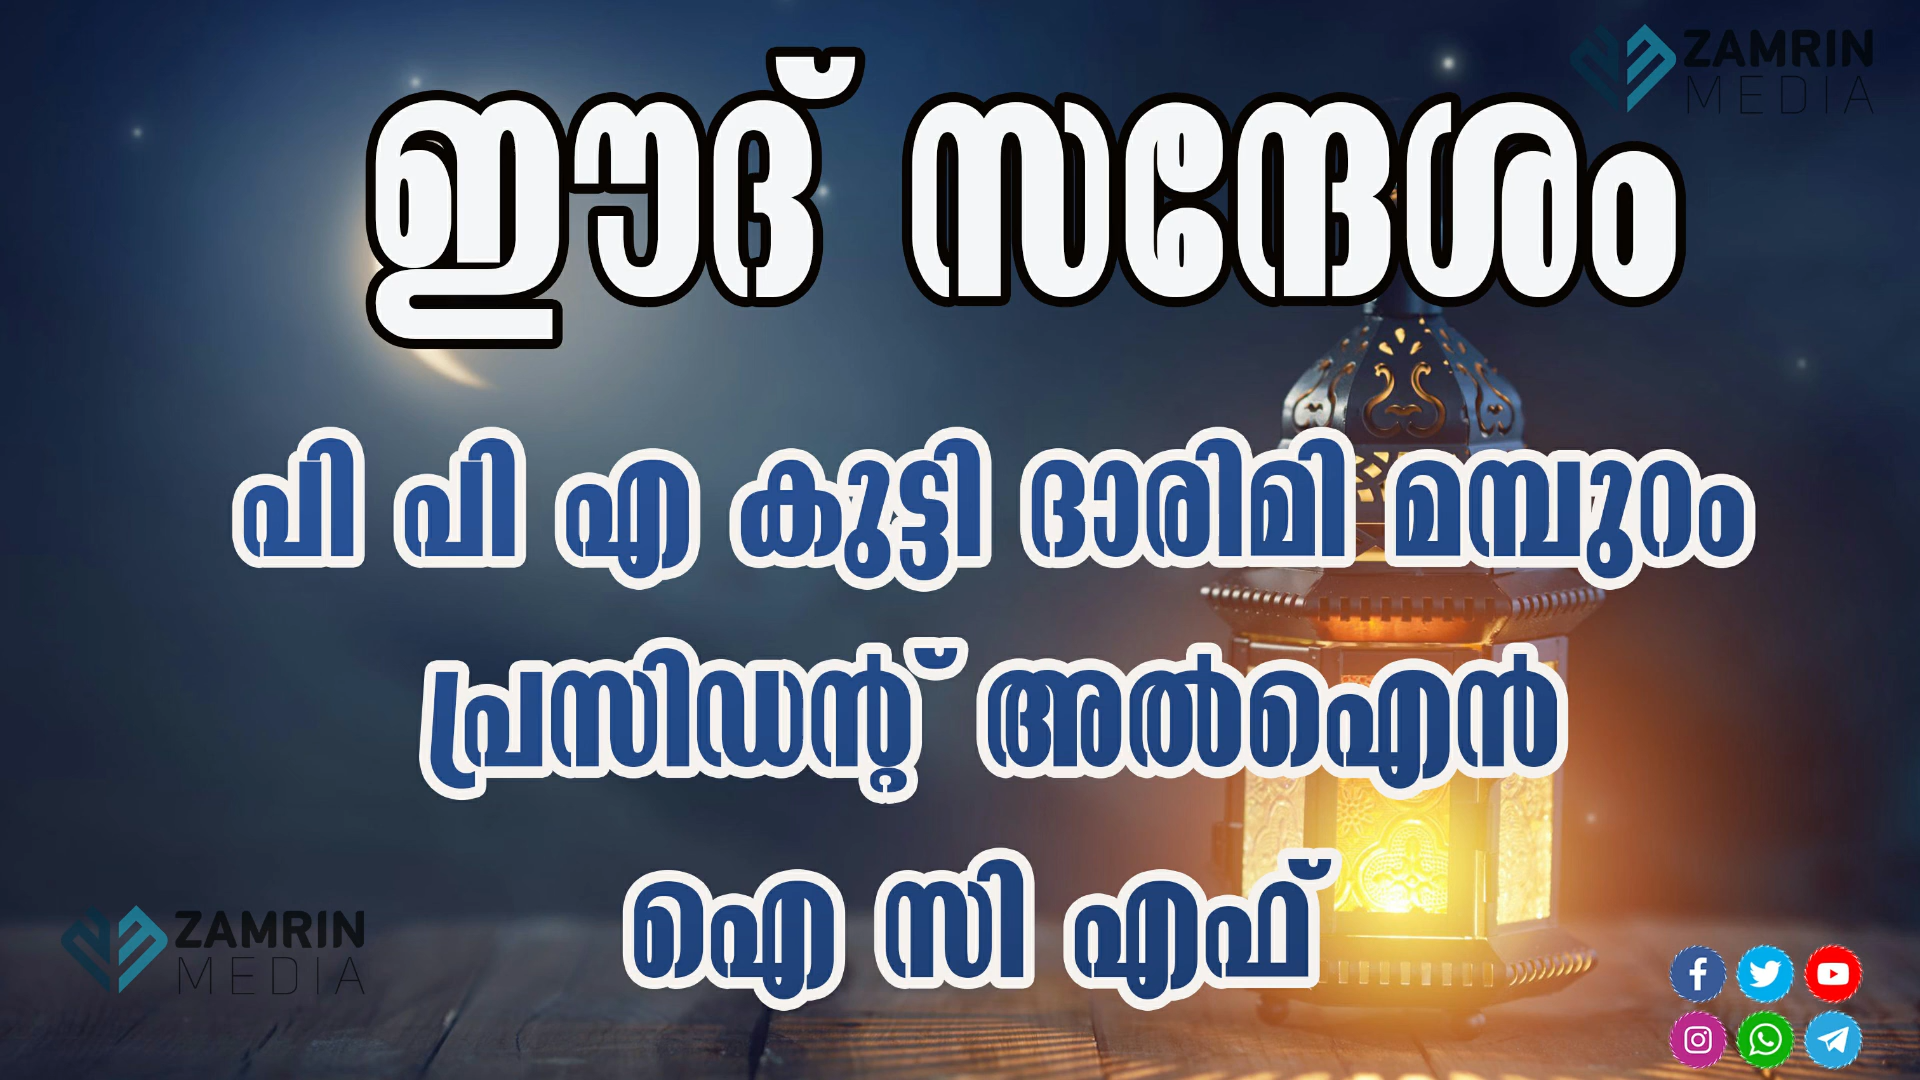 ZAMRIN
MEDIA
ഈദ് സന്ദേശം
പി പി എ കുട്ടി ദാരിമി മമ്പുറം
പ്രസിഡന്റ് അൽഐൻ
ഐ സി എഫ്
ZAMRIN
MEDIA